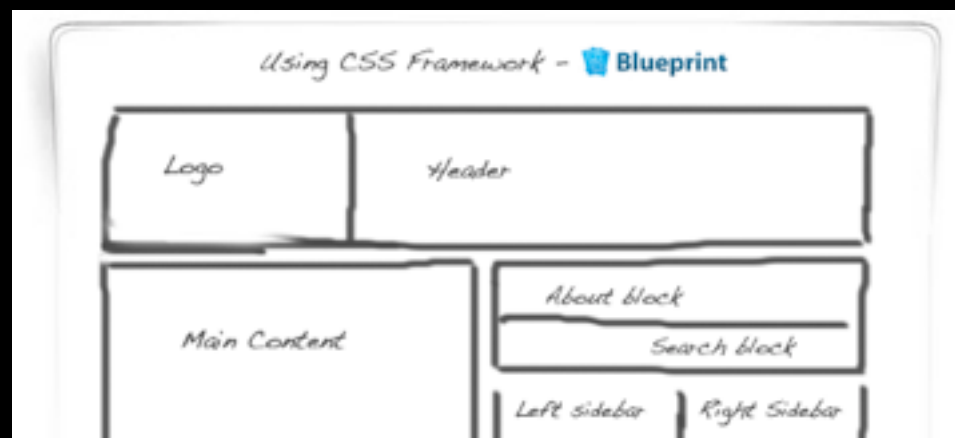 Using CSS Framework - Blueprint
Logo
Header
About block
Main Content
Search block
Left sidebar
Right Sidebar